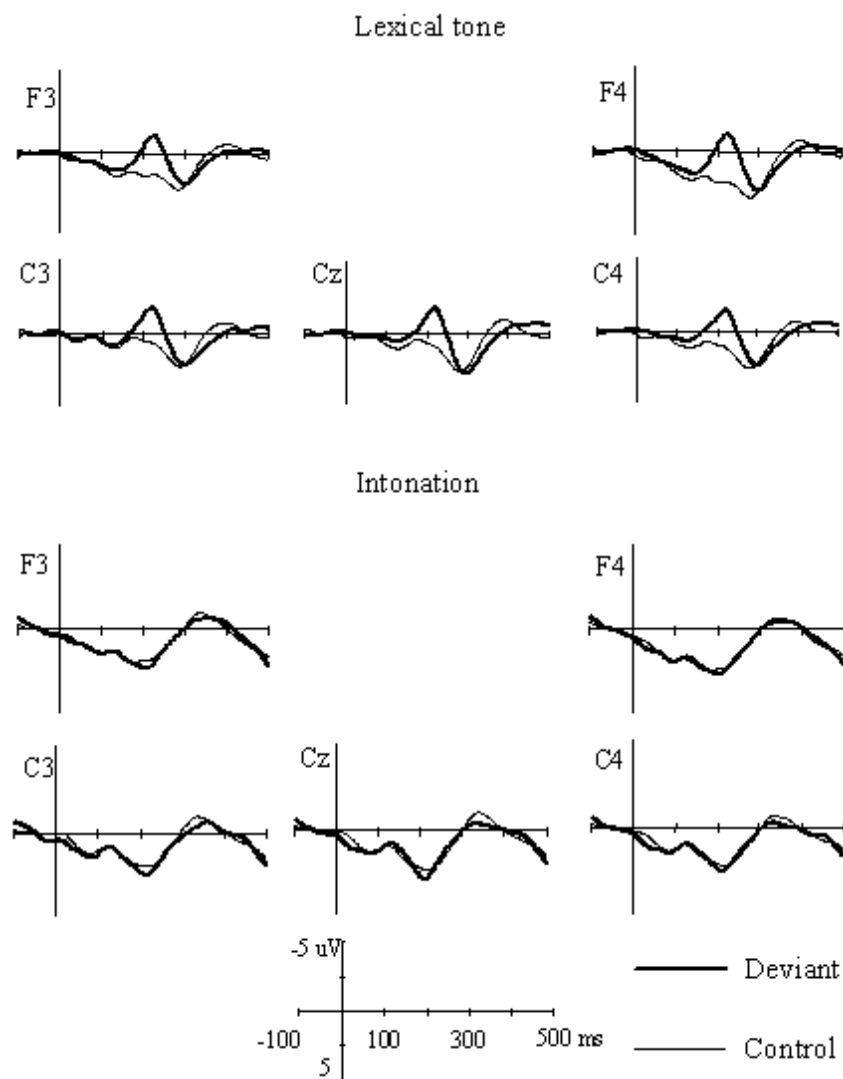 Lexical tone
F3 F4
C3 Cz C4
Intonation
F3 F4
C3 Cz C4
-5 uV
Deviant
-100 100 300 500 ms
Control
5